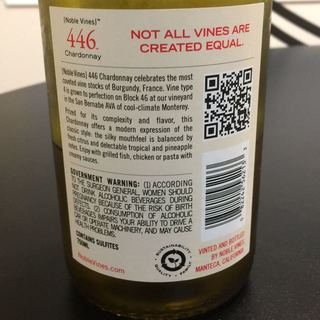 {Noble Vines}™
446
Chardonnay
NOT ALL VINES ARE
CREATED EQUAL.
{Noble Vines} 446 Chardonnay celebrates the most
coveted vine stocks of Burgundy, France. Vine type
4 is grown to perfection on Block 46 at our vineyard
in the San Bernabe AVA of cool-climate Monterey.
Prized for its complexity and flavor, this
Chardonnay offers a modern expression of the
classic style. The silky mouthfeel is balanced by
fresh citrus and delicately toasted oak and pineapple
notes. Enjoy with grilled fish, chicken or pasta with
creamy sauces.
GOVERNMENT WARNING: (1) ACCORDING
TO THE SURGEON GENERAL, WOMEN SHOULD
NOT DRINK ALCOHOLIC BEVERAGES DURING
PREGNANCY BECAUSE OF THE RISK OF BIRTH
DEFECTS. (2) CONSUMPTION OF ALCOHOLIC
BEVERAGES IMPAIRS YOUR ABILITY TO DRIVE A
CAR OR OPERATE MACHINERY, AND MAY CAUSE
HEALTH PROBLEMS.
CONTAINS SULFITES
750ML
NobleVines.com
SUSTAINABILITY
QUALITY • FAMILY
VINTED AND BOTTLED
BY NOBLE VINES,
MANTECA, CALIFORNIA